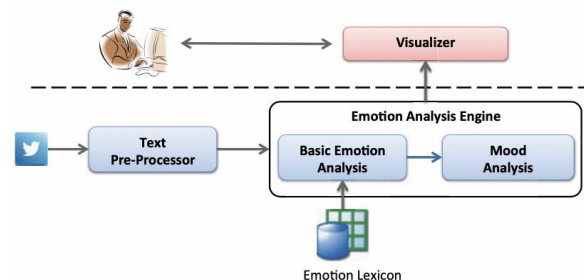 Visualizer
Emotion Analysis Engine
Text
Pre-Processor
Basic Emotion
Analysis
Mood
Analysis
Emotion Lexicon